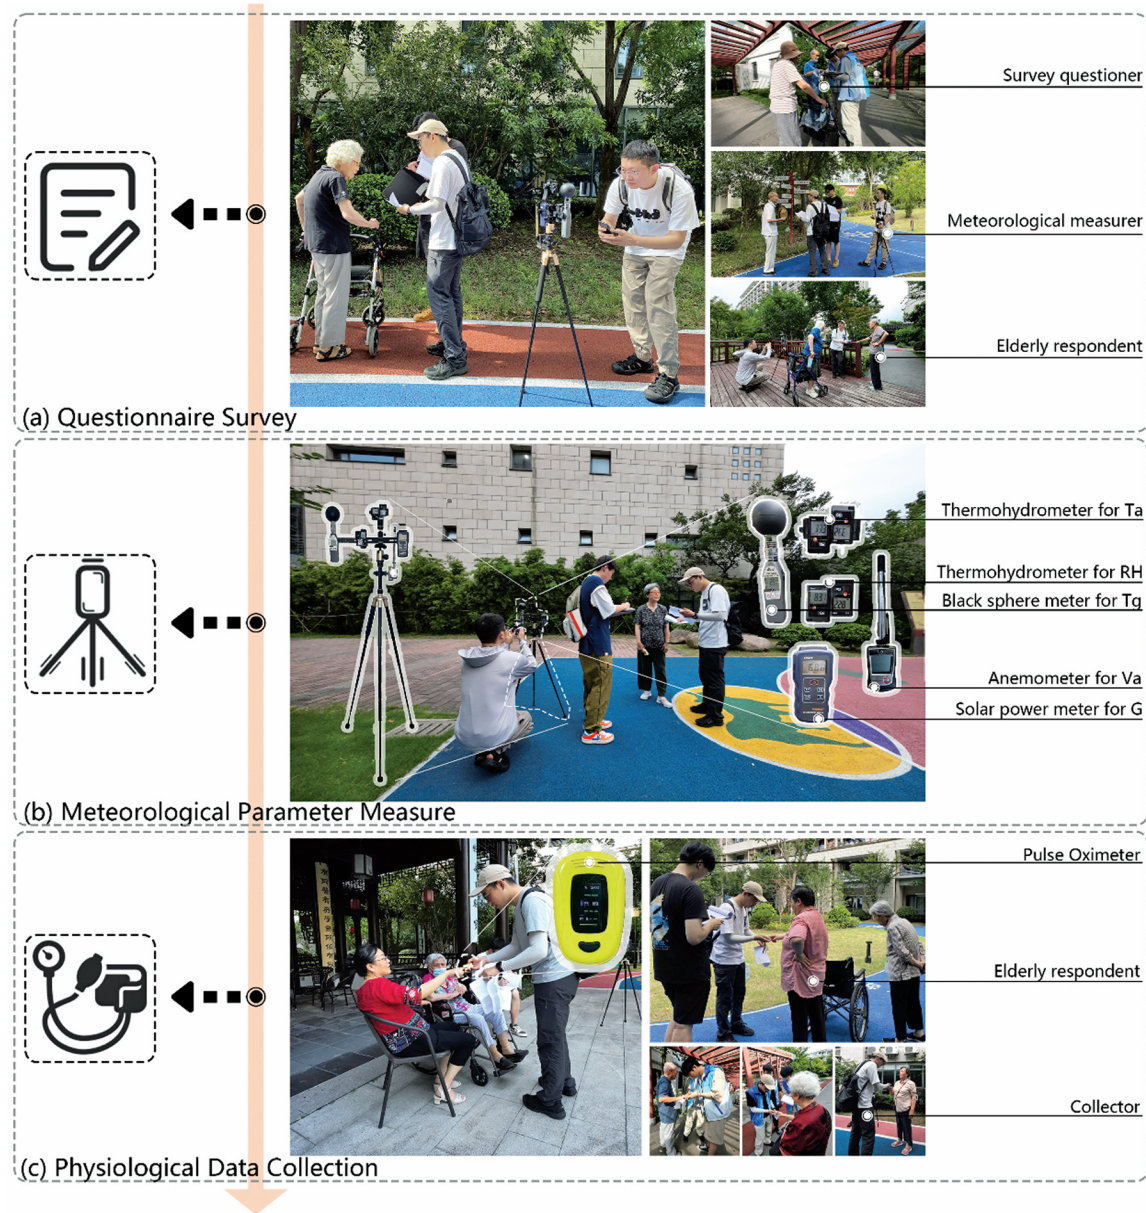 Survey questioner
Meteorological measurer
Elderly respondent
(a) Questionnaire Survey
Thermohydrometer for Ta
Thermohydrometer for RH
Black sphere meter for Tg
Anemometer for Va
Solar power meter for G
(b) Meteorological Parameter Measure
Pulse Oximeter
Elderly respondent
Collector
(c) Physiological Data Collection